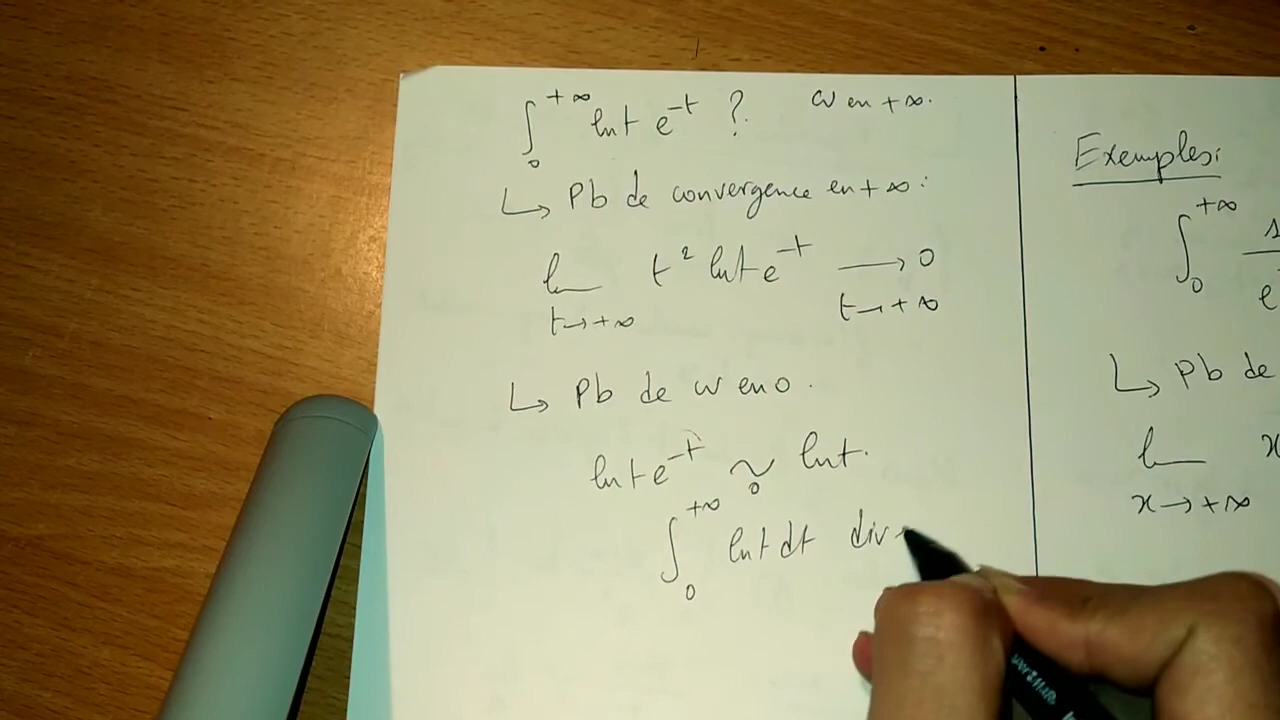 ∫₀^{+∞} ln t e^{-t} ? cv en +∞.
↳ Pb de convergence en +∞ :
lim_{t→+∞} t² ln t e^{-t} ⟶_{t→+∞} 0
↳ Pb de cv en 0.
ln t e^{-t} ~₀ ln t.
∫₀^{+∞} ln t dt div
Exemples:
∫₀^{+∞}
↳ Pb de
lim_{x→+∞} x